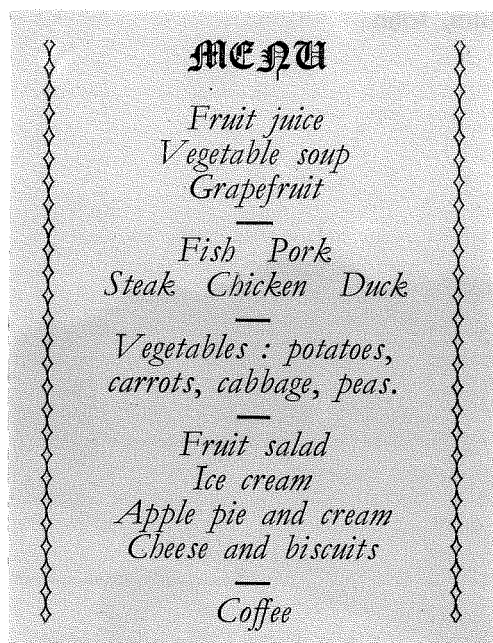 MENU
Fruit juice
Vegetable soup
Grapefruit
Fish Pork
Steak Chicken Duck
Vegetables : potatoes,
carrots, cabbage, peas.
Fruit salad
Ice cream
Apple pie and cream
Cheese and biscuits
Coffee